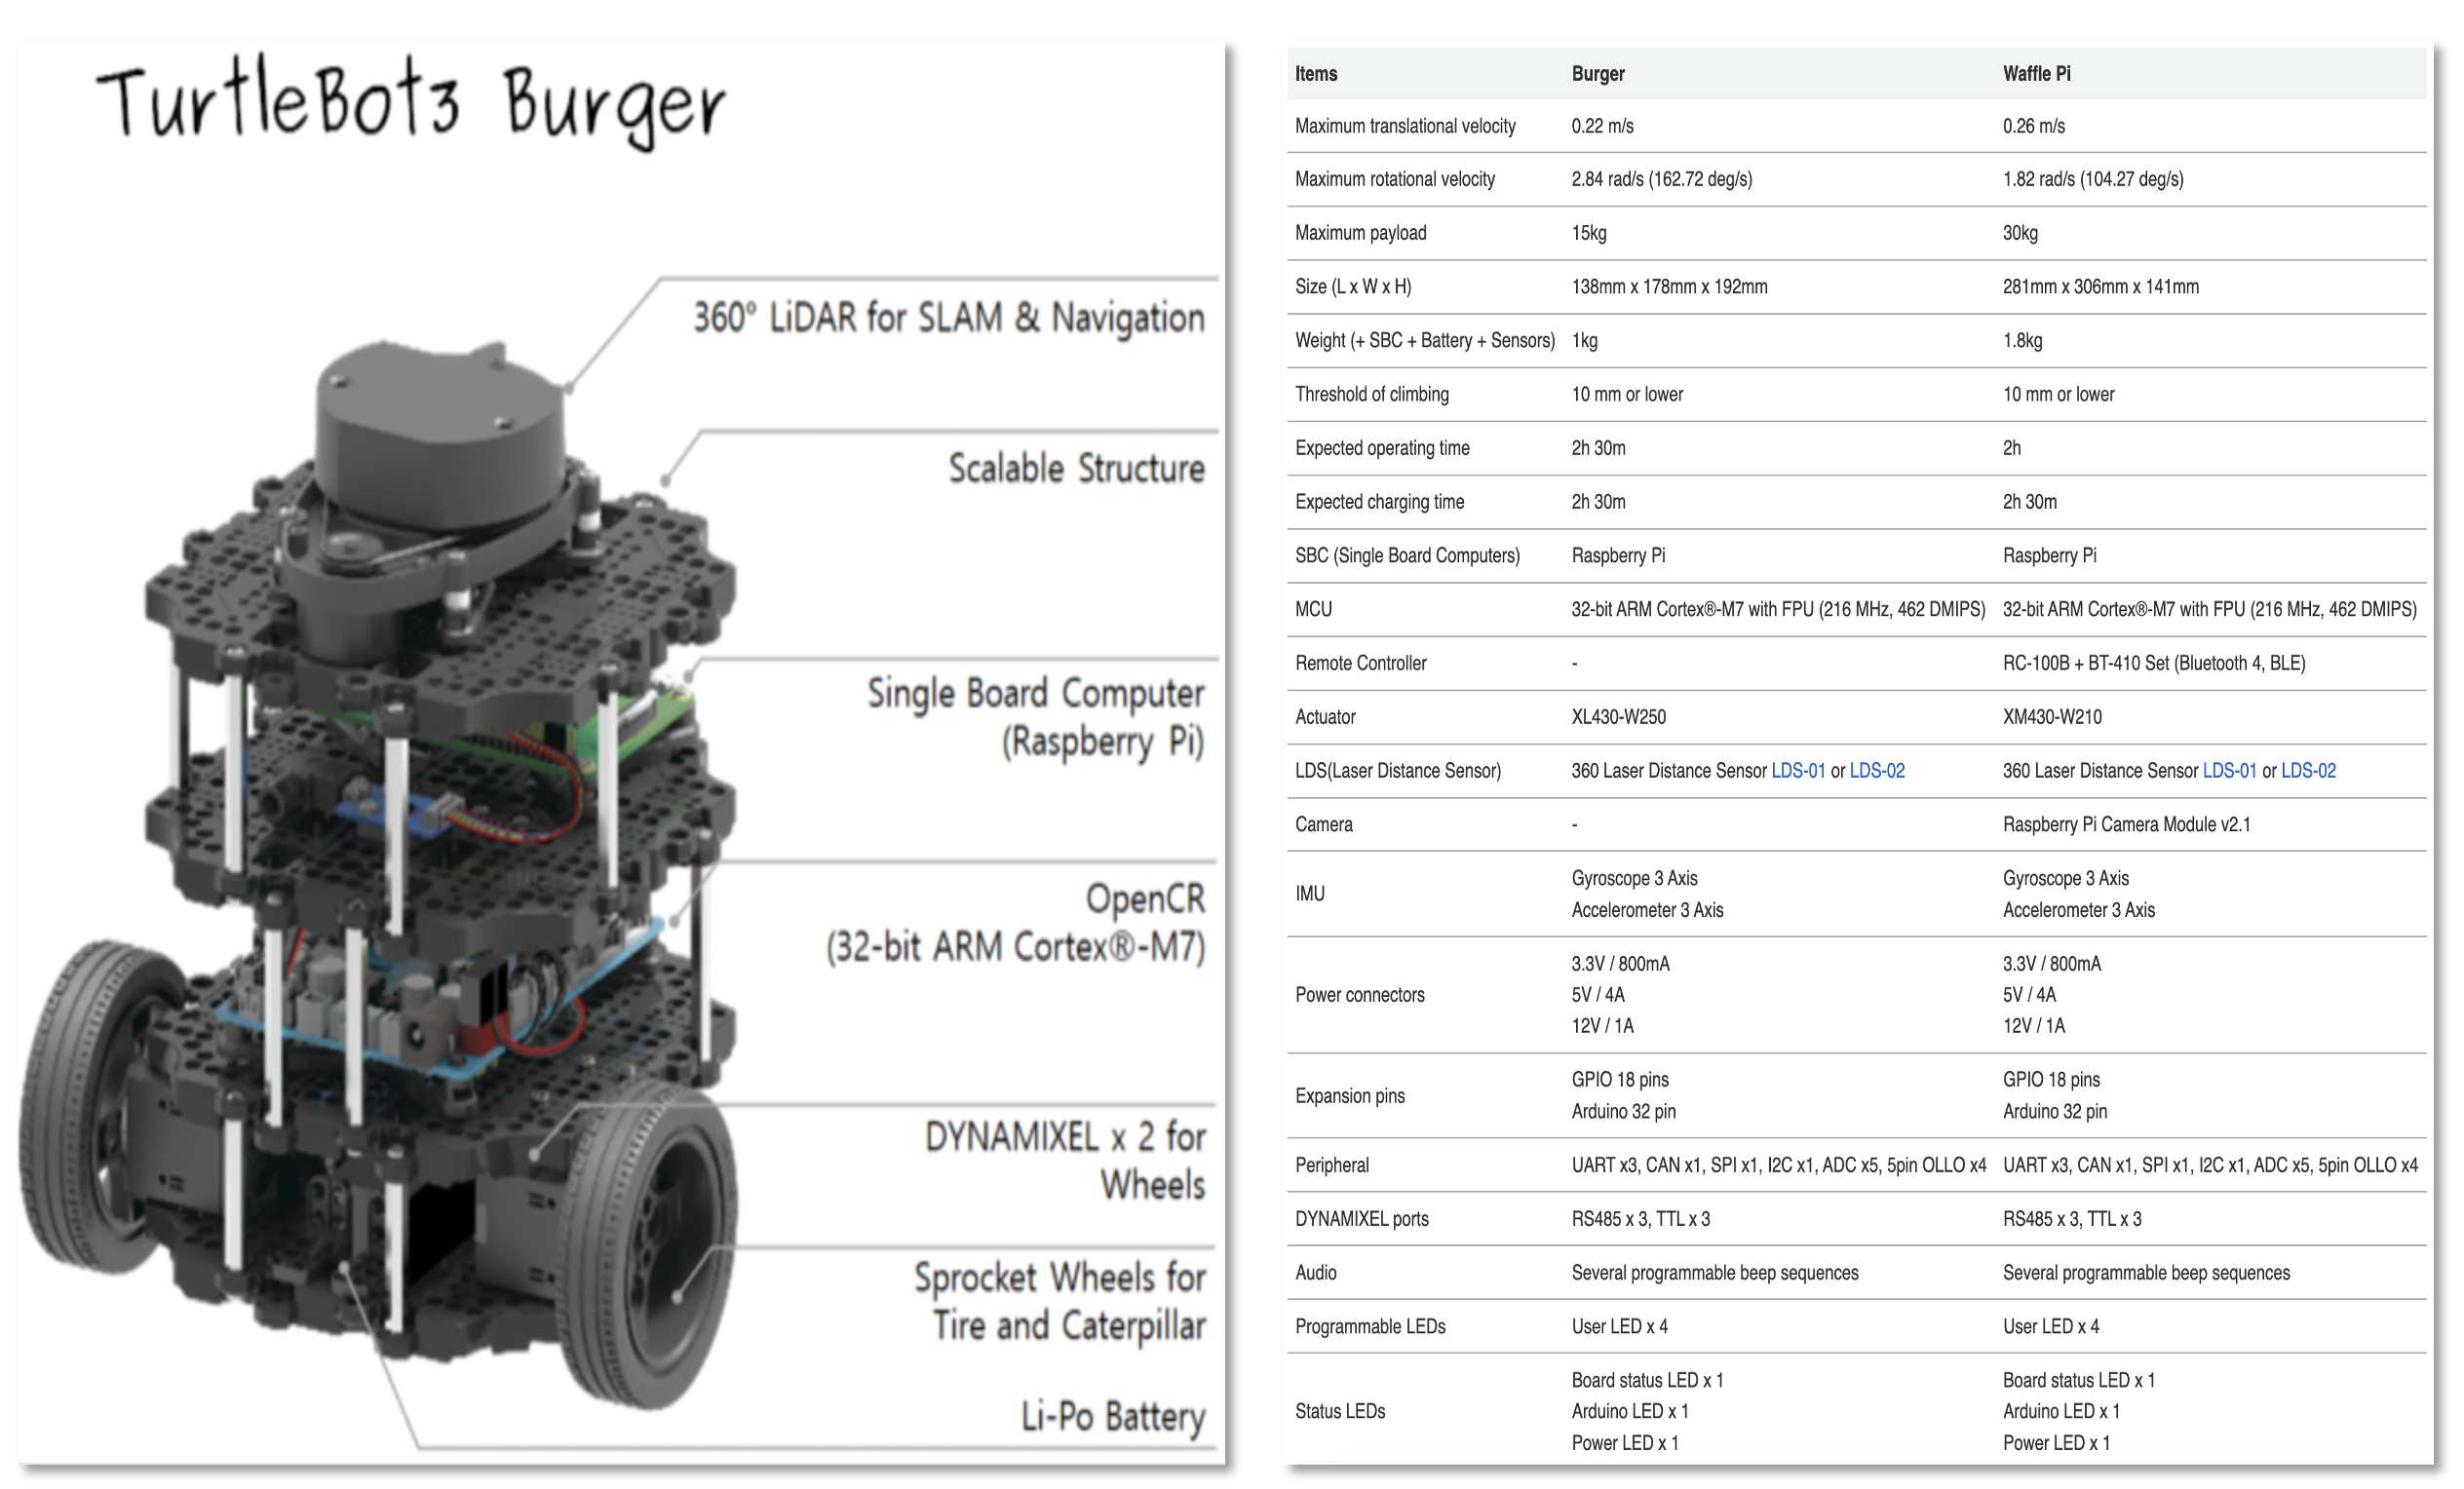 TurtleBot3 Burger
360° LiDAR for SLAM & Navigation
Scalable Structure
Single Board Computer
(Raspberry Pi)
OpenCR
(32-bit ARM Cortex®-M7)
DYNAMIXEL x 2 for
Wheels
Sprocket Wheels for
Tire and Caterpillar
Li-Po Battery
Items Burger Waffle Pi
Maximum translational velocity 0.22 m/s 0.26 m/s
Maximum rotational velocity 2.84 rad/s (162.72 deg/s) 1.82 rad/s (104.27 deg/s)
Maximum payload 15kg 30kg
Size (L x W x H) 138mm x 178mm x 192mm 281mm x 306mm x 141mm
Weight (+ SBC + Battery + Sensors) 1kg 1.8kg
Threshold of climbing 10 mm or lower 10 mm or lower
Expected operating time 2h 30m 2h
Expected charging time 2h 30m 2h 30m
SBC (Single Board Computers) Raspberry Pi Raspberry Pi
MCU 32-bit ARM Cortex®-M7 with FPU (216 MHz, 462 DMIPS) 32-bit ARM Cortex®-M7 with FPU (216 MHz, 462 DMIPS)
Remote Controller - RC-100B + BT-410 Set (Bluetooth 4, BLE)
Actuator XL430-W250 XM430-W210
LDS(Laser Distance Sensor) 360 Laser Distance Sensor LDS-01 or LDS-02 360 Laser Distance Sensor LDS-01 or LDS-02
Camera - Raspberry Pi Camera Module v2.1
IMU
Gyroscope 3 Axis Gyroscope 3 Axis
Accelerometer 3 Axis Accelerometer 3 Axis
Power connectors
3.3V / 800mA 3.3V / 800mA
5V / 4A 5V / 4A
12V / 1A 12V / 1A
Expansion pins
GPIO 18 pins GPIO 18 pins
Arduino 32 pin Arduino 32 pin
Peripheral UART x3, CAN x1, SPI x1, I2C x1, ADC x5, 5pin OLLO x4 UART x3, CAN x1, SPI x1, I2C x1, ADC x5, 5pin OLLO x4
DYNAMIXEL ports RS485 x 3, TTL x 3 RS485 x 3, TTL x 3
Audio Several programmable beep sequences Several programmable beep sequences
Programmable LEDs User LED x 4 User LED x 4
Status LEDs
Board status LED x 1 Board status LED x 1
Arduino LED x 1 Arduino LED x 1
Power LED x 1 Power LED x 1